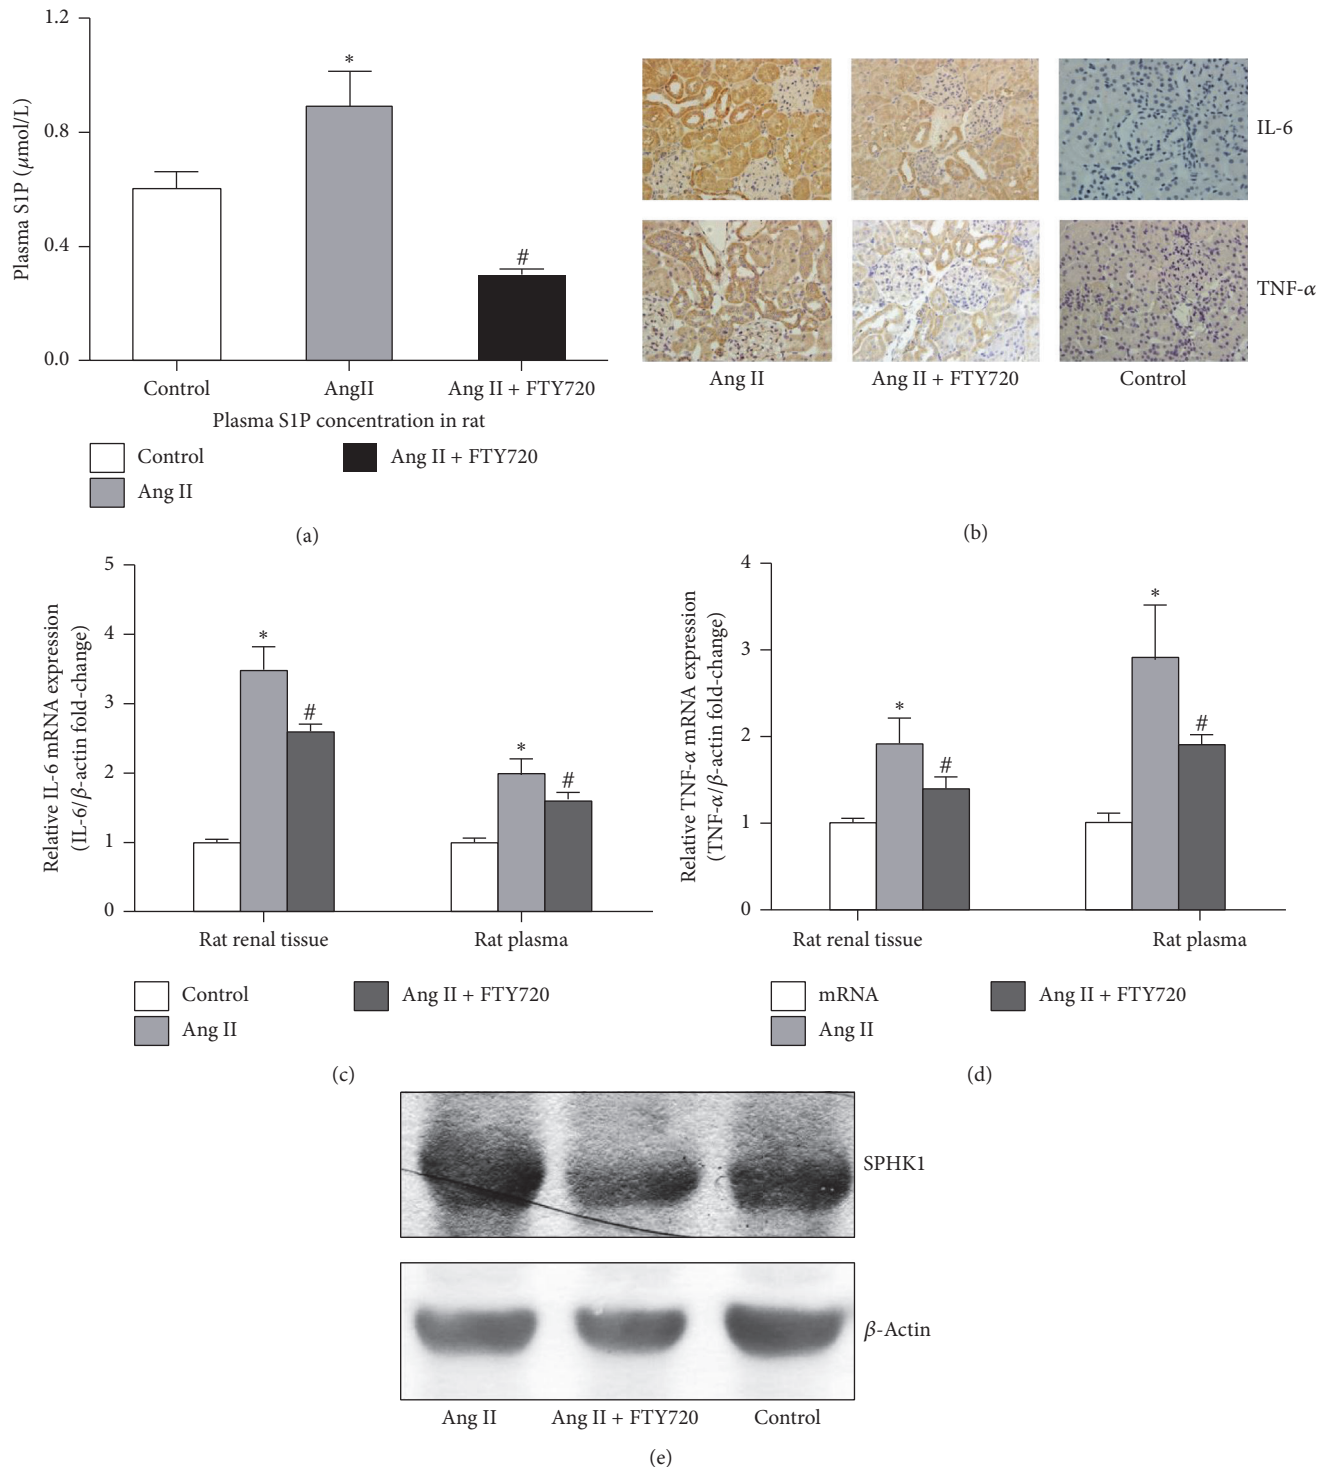 1.2
0.8
0.4
0.0
Plasma S1P (μmol/L)
*
#
Control
AngII
Ang II + FTY720
Plasma S1P concentration in rat
Control
Ang II + FTY720
Ang II
(a)
IL-6
TNF-α
Ang II
Ang II + FTY720
Control
(b)
5
4
3
2
1
0
Relative IL-6 mRNA expression
(IL-6/β-actin fold-change)
*
#
*
#
Rat renal tissue
Rat plasma
Control
Ang II + FTY720
Ang II
(c)
4
3
2
1
0
Relative TNF-α mRNA expression
(TNF-α/β-actin fold-change)
*
#
*
#
Rat renal tissue
Rat plasma
mRNA
Ang II + FTY720
Ang II
(d)
SPHK1
β-Actin
Ang II
Ang II + FTY720
Control
(e)